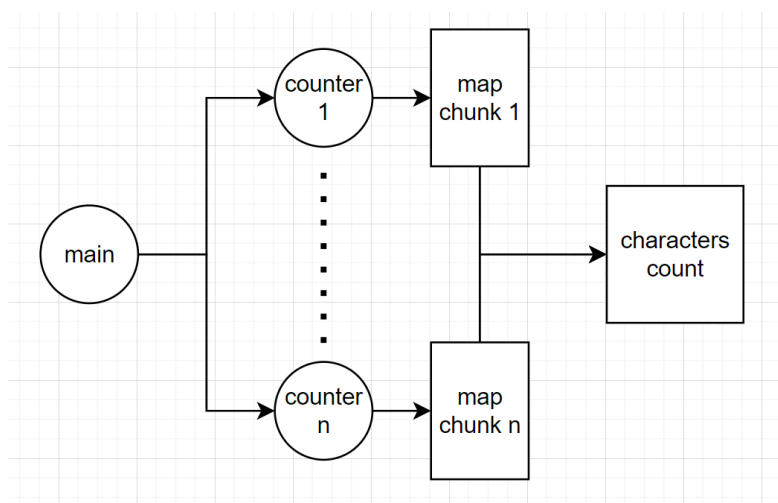 counter
1
map
chunk 1
main
characters
count
counter
n
map
chunk n